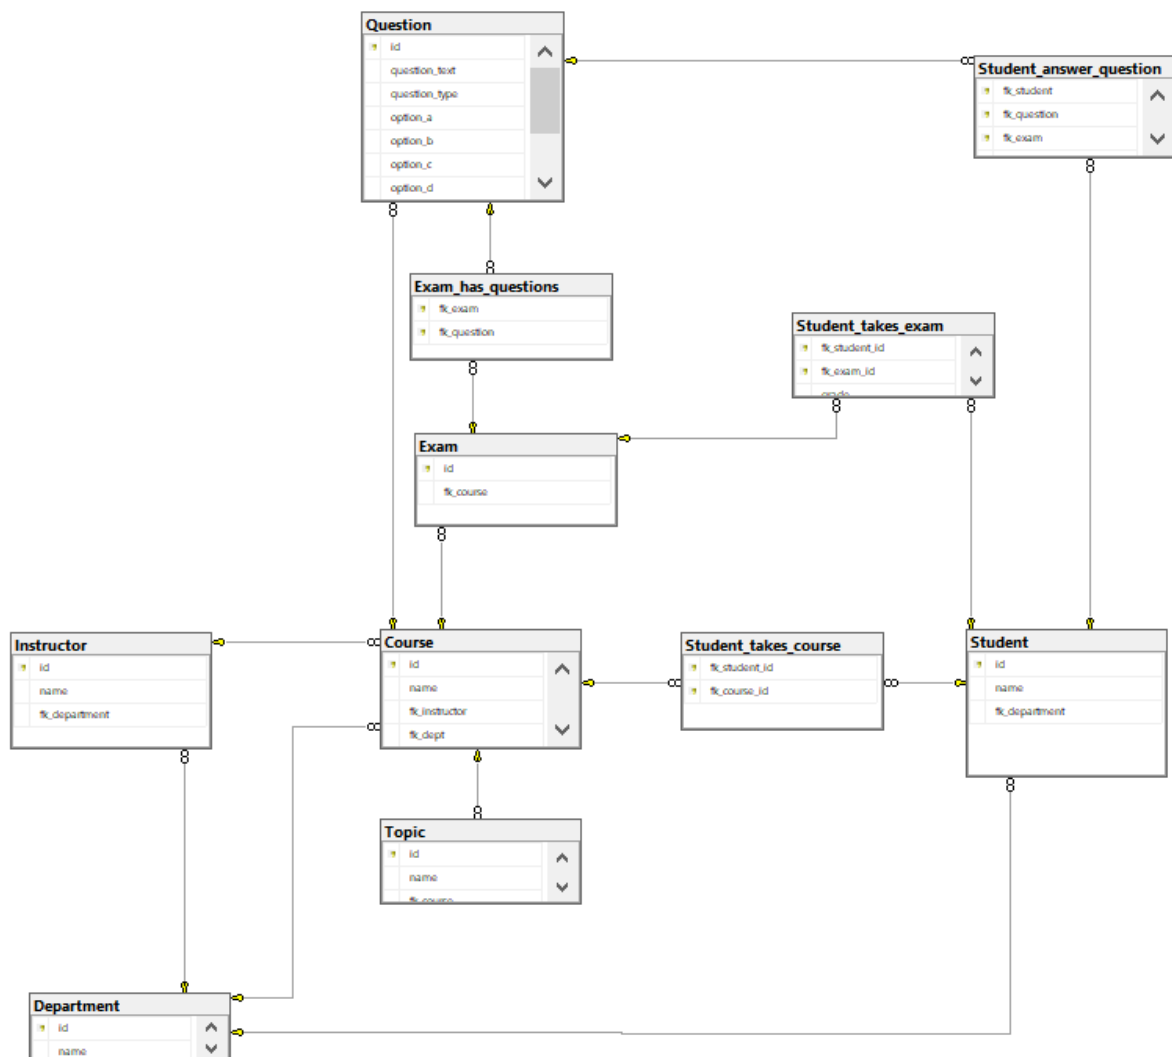 Question
id
question_text
question_type
option_a
option_b
option_c
option_d
Student_answer_question
fk_student
fk_question
fk_exam
Exam_has_questions
fk_exam
fk_question
Student_takes_exam
fk_student_id
fk_exam_id
grade
Exam
id
fk_course
Instructor
id
name
fk_department
Course
id
name
fk_instructor
fk_dept
Student_takes_course
fk_student_id
fk_course_id
Student
id
name
fk_department
Topic
id
name
fk_course
Department
id
name